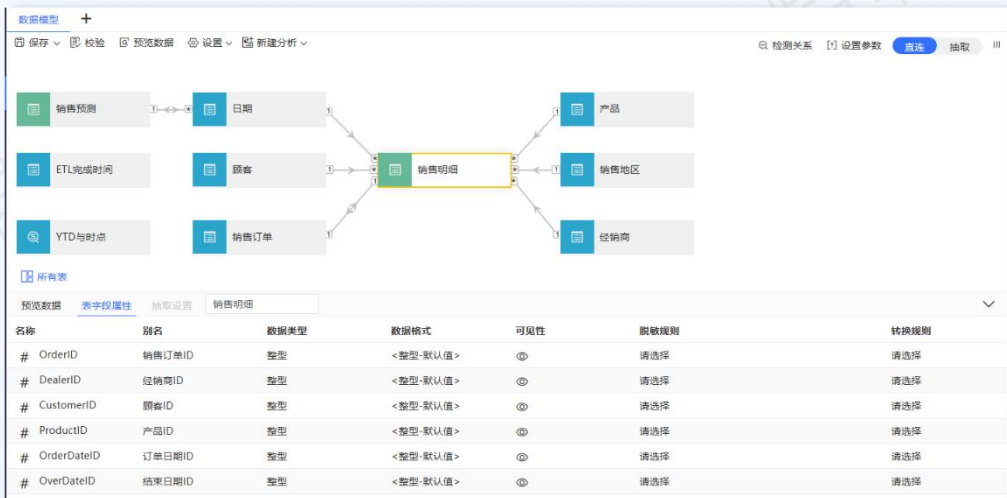 数据模型 +
保存 校验 预览数据 设置 新建分析 检测关系 设置参数 直连 抽取
销售预测 1 * 日期 1 1 产品
ETL完成时间 顾客 1 * 销售明细 * 1 销售地区
YTD与时点 销售订单 1 1 * * 1 经销商
所有表
预览数据 表字段属性 抽取设置 销售明细
名称 别名 数据类型 数据格式 可见性 脱敏规则 转换规则
# OrderID 销售订单ID 整型 <整型-默认值> 请选择 请选择
# DealerID 经销商ID 整型 <整型-默认值> 请选择 请选择
# CustomerID 顾客ID 整型 <整型-默认值> 请选择 请选择
# ProductID 产品ID 整型 <整型-默认值> 请选择 请选择
# OrderDateID 订单日期ID 整型 <整型-默认值> 请选择 请选择
# OverDateID 结束日期ID 整型 <整型-默认值> 请选择 请选择